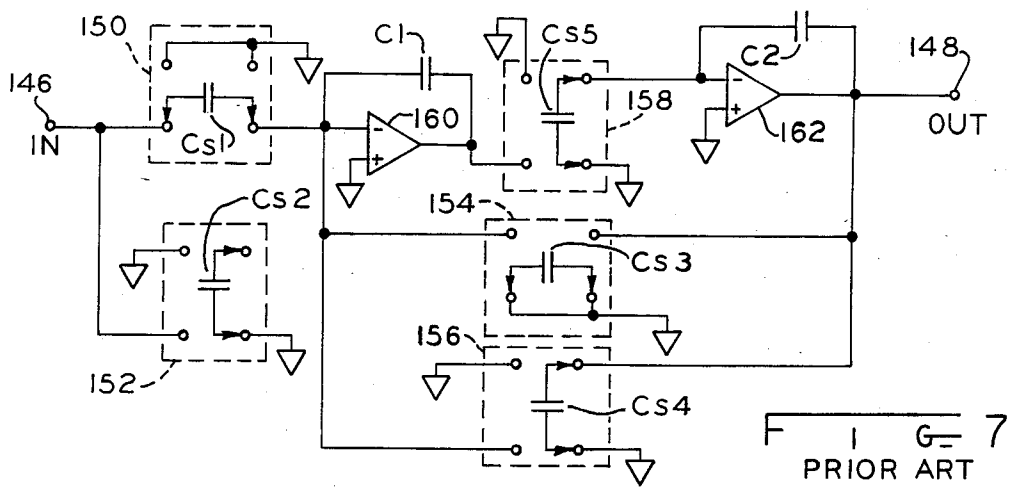 150
C1
Cs5
C2
148
146
IN
Cs1
-
+
160
158
-
+
162
OUT
Cs2
154
Cs3
152
156
Cs4
FIG=7
PRIOR ART